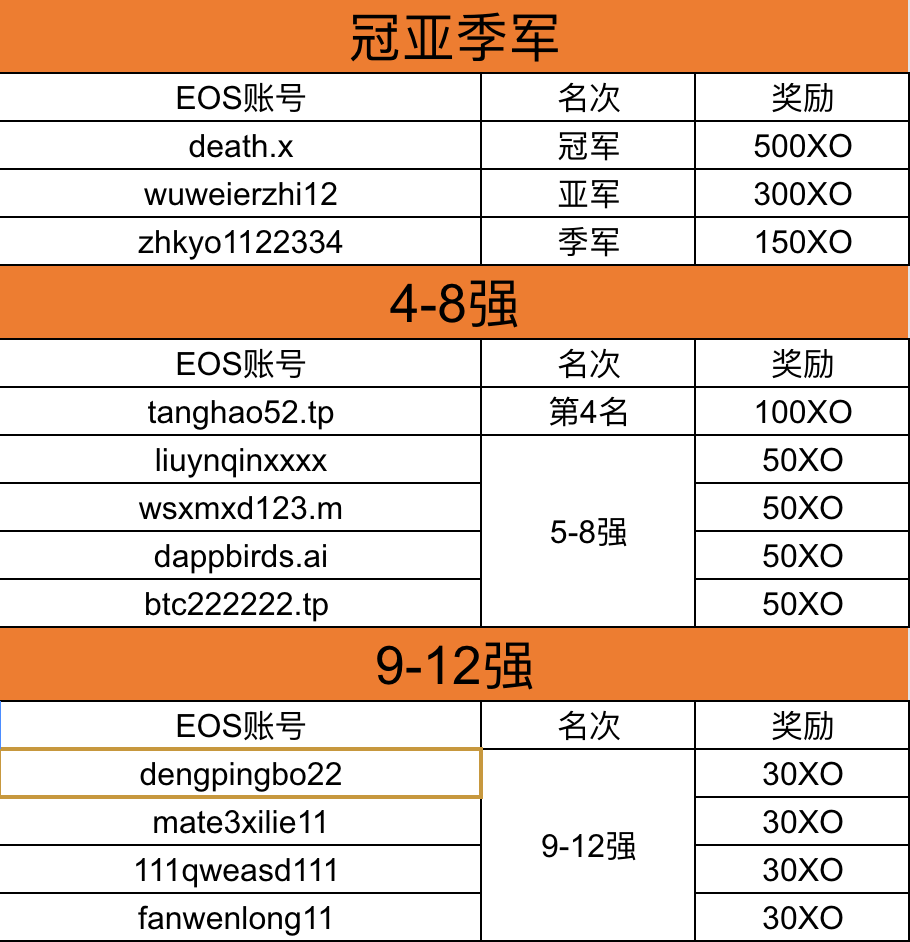 冠亚季军
EOS账号 名次 奖励
death.x 冠军 500XO
wuweierzhi12 亚军 300XO
zhkyo1122334 季军 150XO
4-8强
EOS账号 名次 奖励
tanghao52.tp 第4名 100XO
liuynqinxxxx 50XO
wsxmxd123.m 50XO
5-8强
dappbirds.ai 50XO
btc222222.tp 50XO
9-12强
EOS账号 名次 奖励
dengpingbo22 30XO
mate3xilie11 30XO
9-12强
111qweasd111 30XO
fanwenlong11 30XO